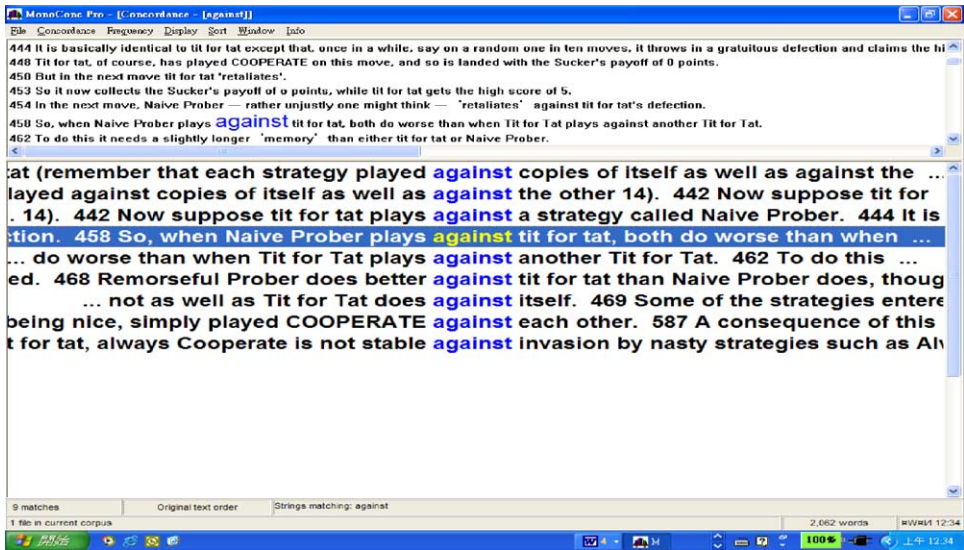 MonoConc Pro - [Concordance - [against]]
File Concordance Frequency Display Sort Window Info
444 It is basically identical to tit for tat except that, once in a while, say on a random one in ten moves, it throws in a gratuitous defection and claims the hi
448 Tit for tat, of course, has played COOPERATE on this move, and so is landed with the Sucker's payoff of 0 points.
450 But in the next move tit for tat 'retaliates'.
453 So it now collects the Sucker's payoff of o points, while tit for tat gets the high score of 5.
454 In the next move, Naive Prober — rather unjustly one might think — 'retaliates' against tit for tat's defection.
458 So, when Naive Prober plays against tit for tat, both do worse than when Tit for Tat plays against another Tit for Tat.
462 To do this it needs a slightly longer 'memory' than either tit for tat or Naive Prober.
at (remember that each strategy played against copies of itself as well as against the ...
layed against copies of itself as well as against the other 14). 442 Now suppose tit for
. 14). 442 Now suppose tit for tat plays against a strategy called Naive Prober. 444 It is
tion. 458 So, when Naive Prober plays against tit for tat, both do worse than when ...
... do worse than when Tit for Tat plays against another Tit for Tat. 462 To do this ...
ed. 468 Remorseful Prober does better against tit for tat than Naive Prober does, thoug
... not as well as Tit for Tat does against itself. 469 Some of the strategies entere
being nice, simply played COOPERATE against each other. 587 A consequence of this
t for tat, always Cooperate is not stable against invasion by nasty strategies such as Al
9 matches Original text order Strings matching: against
1 file in current corpus 2,062 words 12:34
開始 W 4 M 100% 上午 12:34